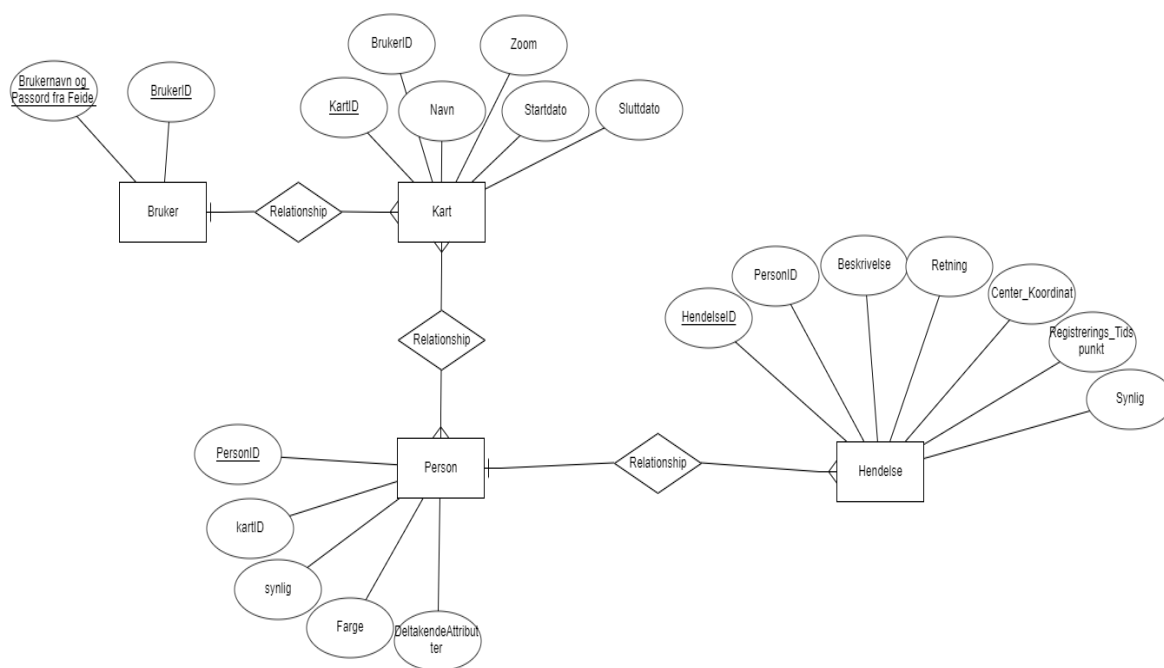 BrukerID
Zoom
Brukernavn og
Passord fra Feide
BrukerID
KartID
Navn
Startdato
Sluttdato
Bruker
Relationship
Kart
Beskrivelse
Retning
PersonID
Center_Koordinat
HendelseID
Registrerings_Tids
punkt
Relationship
Synlig
PersonID
Person
Relationship
Hendelse
kartID
synlig
Farge
DeltakendeAttributt
ter